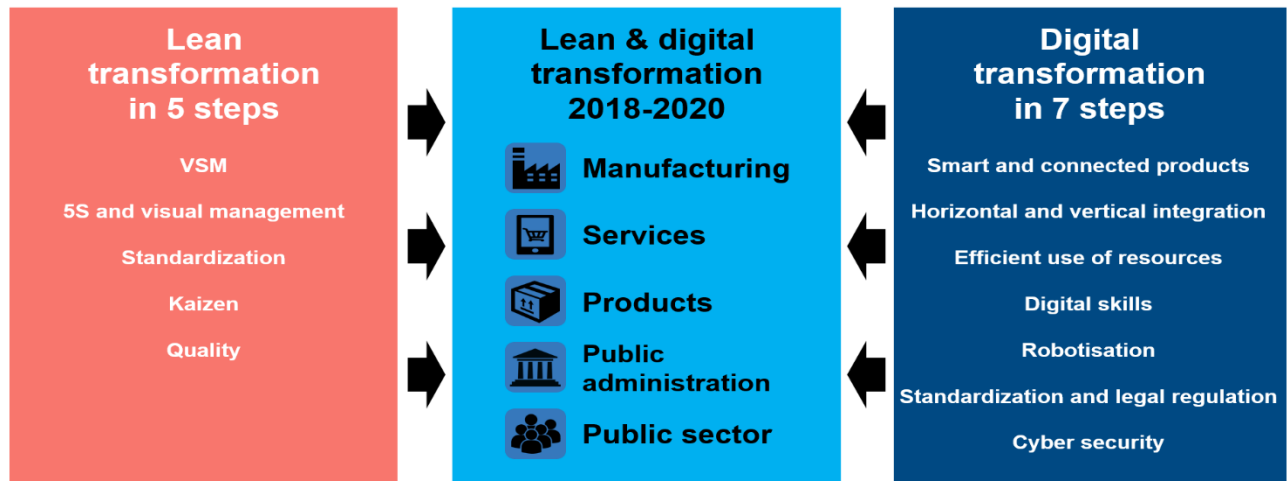 Lean
transformation
in 5 steps
VSM
5S and visual management
Standardization
Kaizen
Quality
Lean & digital
transformation
2018-2020
Manufacturing
Services
Products
Public
administration
Public sector
Digital
transformation
in 7 steps
Smart and connected products
Horizontal and vertical integration
Efficient use of resources
Digital skills
Robotisation
Standardization and legal regulation
Cyber security